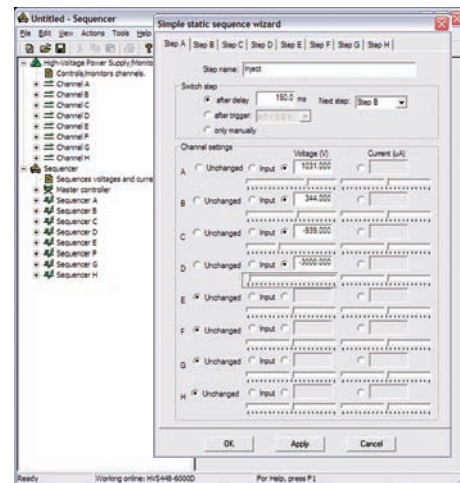 Untitled - Sequencer
File Edit View Actions Tools Help
High-Voltage Power Supply/Monito
Controls/monitors channels.
Channel A
Channel B
Channel C
Channel D
Channel E
Channel F
Channel G
Channel H
Sequencer
Sequences voltages and curre
Master controller
Sequencer A
Sequencer B
Sequencer C
Sequencer D
Sequencer E
Sequencer F
Sequencer G
Sequencer H
Simple static sequence wizard
Step A Step B Step C Step D Step E Step F Step G Step H
Step name: Inject
Switch step
after delay 180.0 ms Next step: Step B
after trigger:
only manually
Channel settings
Voltage (V) Current (uA)
A Unchanged Input 1031.000
B Unchanged Input 344.000
C Unchanged Input -939.000
D Unchanged Input -3000.000
E Unchanged Input
F Unchanged Input
G Unchanged Input
H Unchanged Input
OK Apply Cancel
Ready Working online: HVS448-6000D For Help, press F1